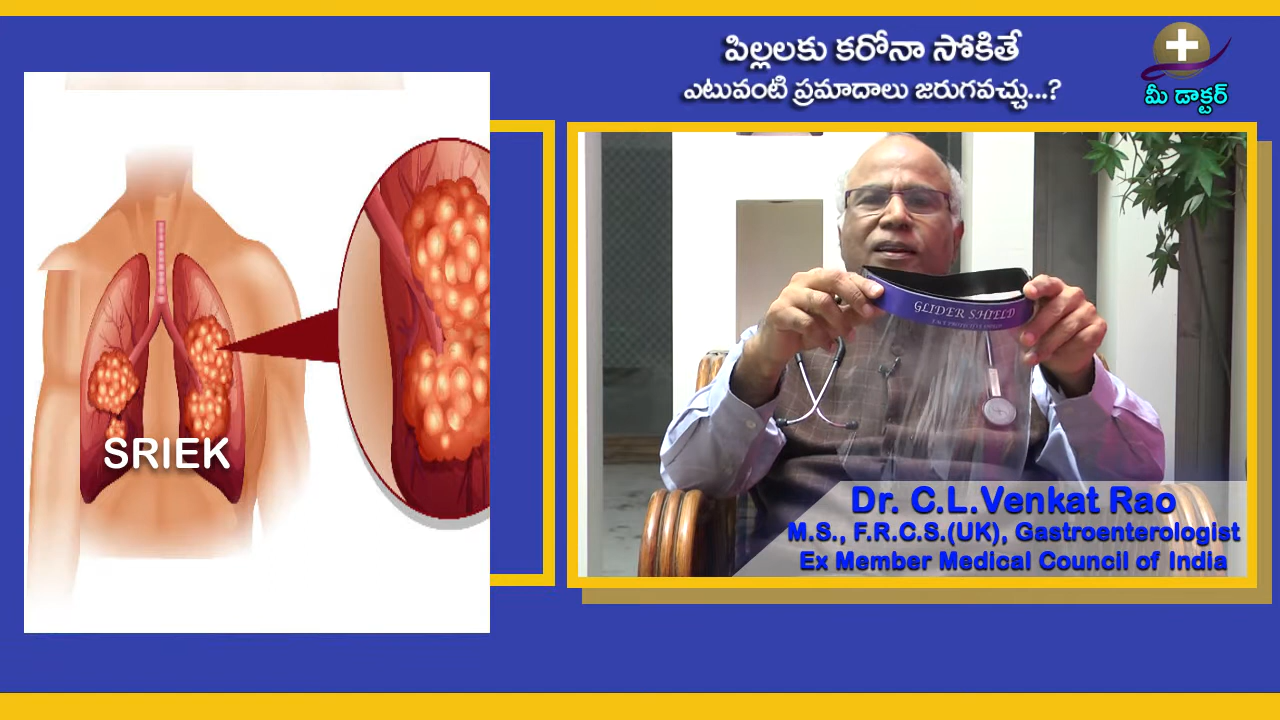 పిల్లలకు కరోనా సోకితే
ఎటువంటి ప్రమాదాలు జరుగవచ్చు...?
మీ డాక్టర్
SRIEK
GLIDER SHIELD
Dr. C.L.Venkat Rao
M.S., F.R.C.S.(UK), Gastroenterologist
Ex Member Medical Council of India